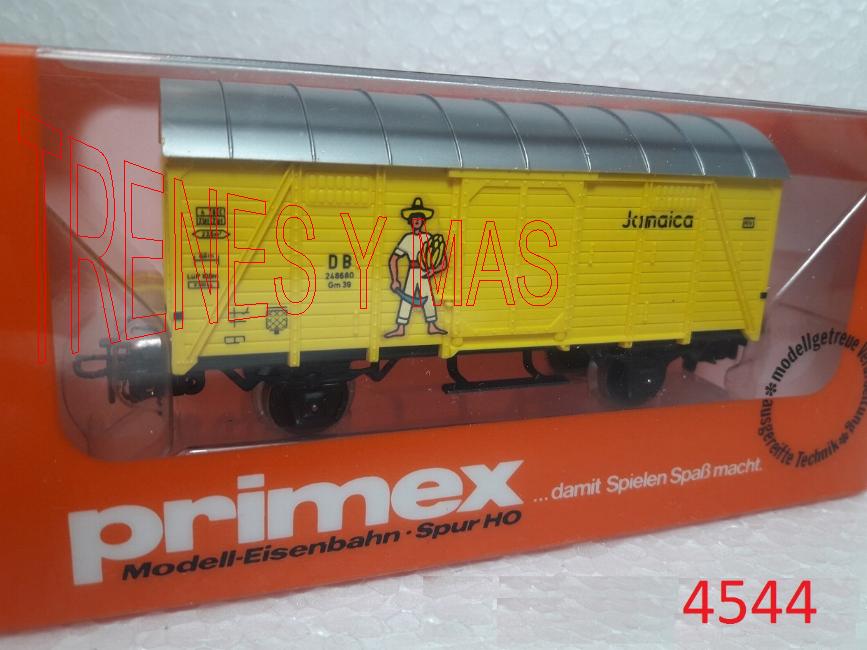 TRENES Y MAS
Jamaica
DB
248680
Gm 39
modellgetreue
ausgereifte Technik
primex
...damit Spielen Spaß macht.
Modell-Eisenbahn · Spur HO
4544